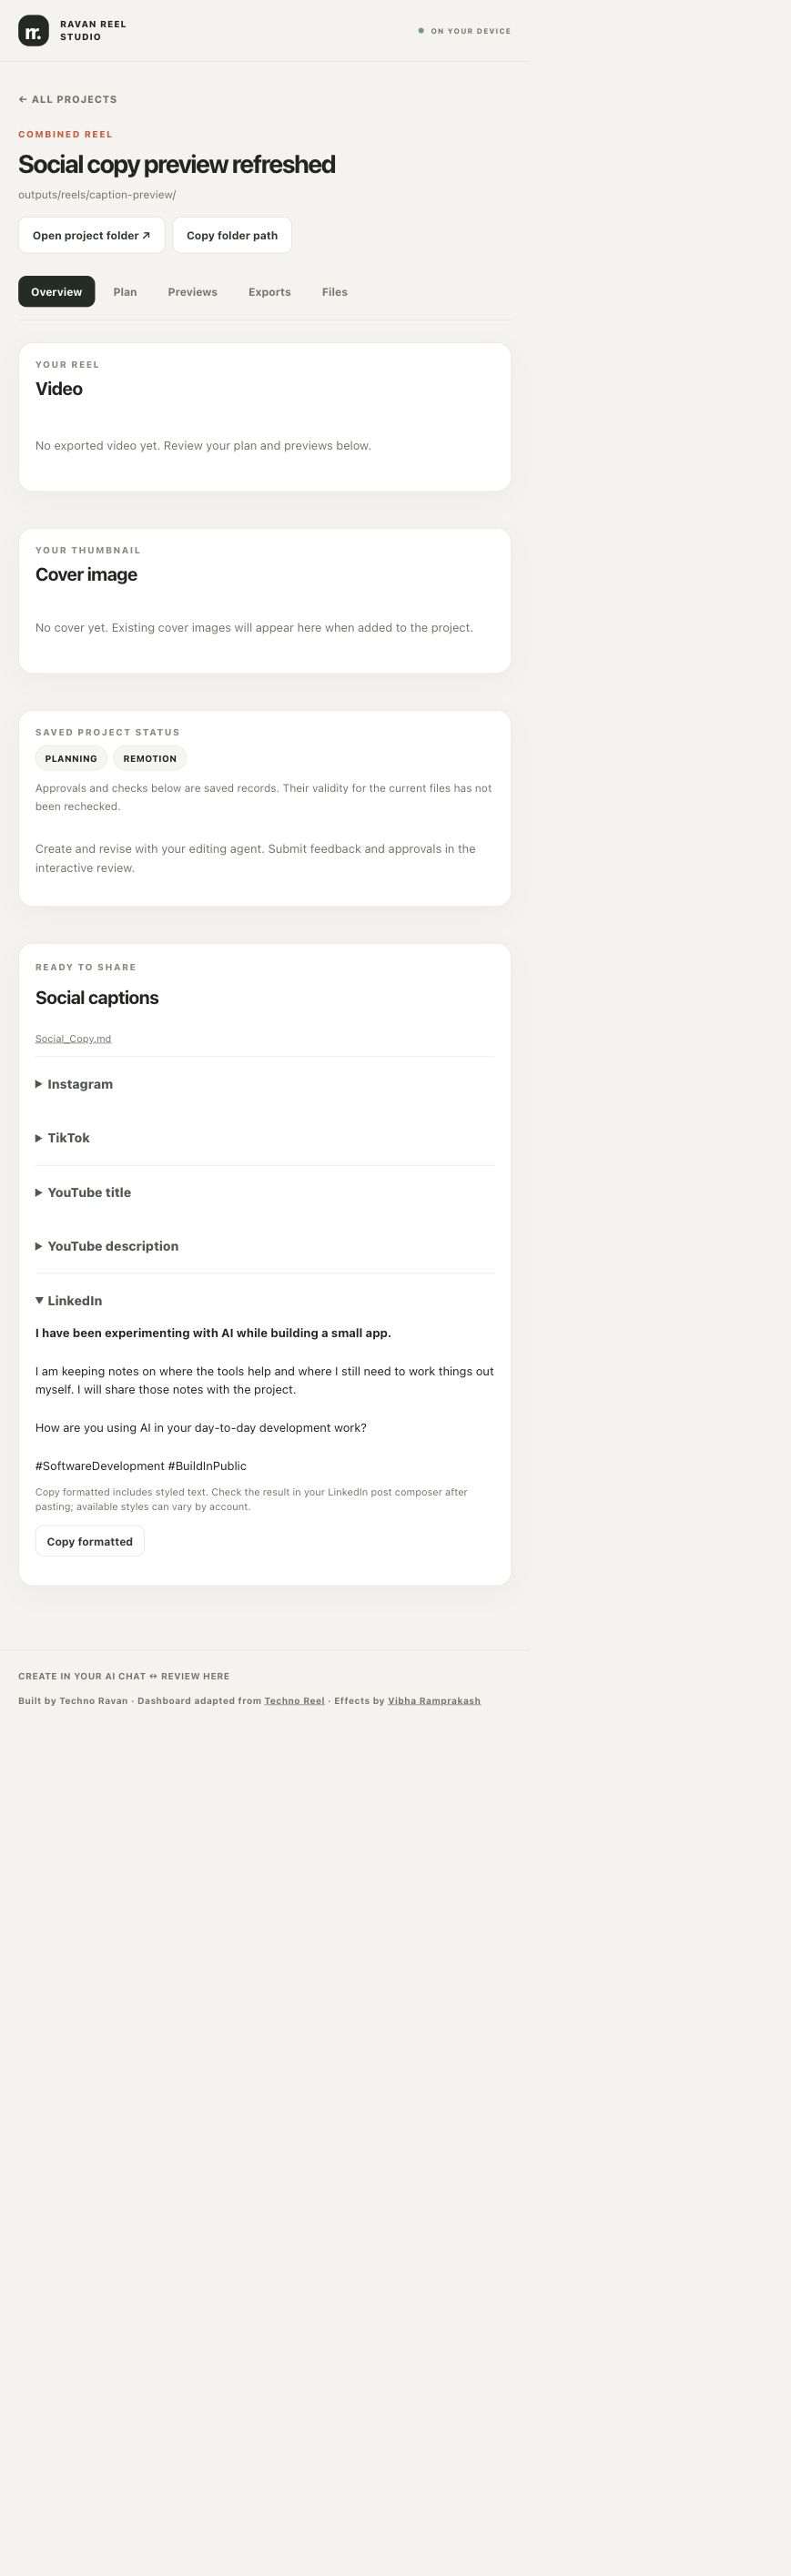 rr.
RAVAN REEL
STUDIO
ON YOUR DEVICE
← ALL PROJECTS
COMBINED REEL
Social copy preview refreshed
outputs/reels/caption-preview/
Open project folder ↗ Copy folder path
Overview Plan Previews Exports Files
YOUR REEL
Video
No exported video yet. Review your plan and previews below.
YOUR THUMBNAIL
Cover image
No cover yet. Existing cover images will appear here when added to the project.
SAVED PROJECT STATUS
PLANNING REMOTION
Approvals and checks below are saved records. Their validity for the current files has not
been rechecked.
Create and revise with your editing agent. Submit feedback and approvals in the
interactive review.
READY TO SHARE
Social captions
Social_Copy.md
▶ Instagram
▶ TikTok
▶ YouTube title
▶ YouTube description
▼ LinkedIn
I have been experimenting with AI while building a small app.
I am keeping notes on where the tools help and where I still need to work things out
myself. I will share those notes with the project.
How are you using AI in your day-to-day development work?
#SoftwareDevelopment #BuildInPublic
Copy formatted includes styled text. Check the result in your LinkedIn post composer after
pasting; available styles can vary by account.
Copy formatted
CREATE IN YOUR AI CHAT ↔ REVIEW HERE
Built by Techno Ravan · Dashboard adapted from Techno Reel · Effects by Vibha Ramprakash